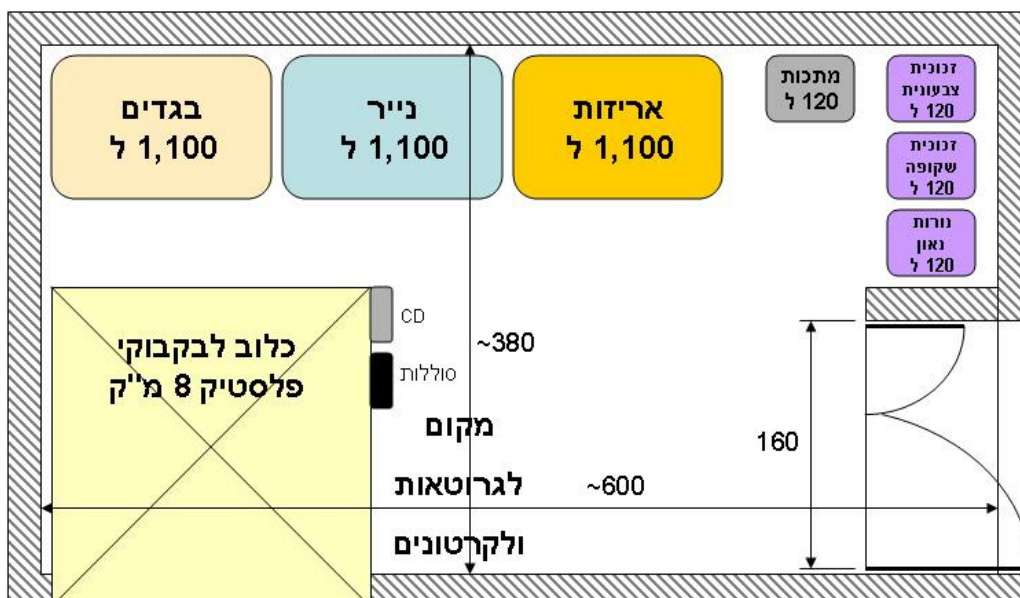 בגדים
1,100 ל
נייר
1,100 ל
אריזות
1,100 ל
מתכות
120 ל
זכוכית
צבעונית
120 ל
זכוכית
שקופה
120 ל
נורות
נאון
120 ל
כלוב לבקבוקי
פלסטיק 8 מ"ק
CD
סוללות
~380
מקום
לגרוטאות
ולקרטונים
~600
160